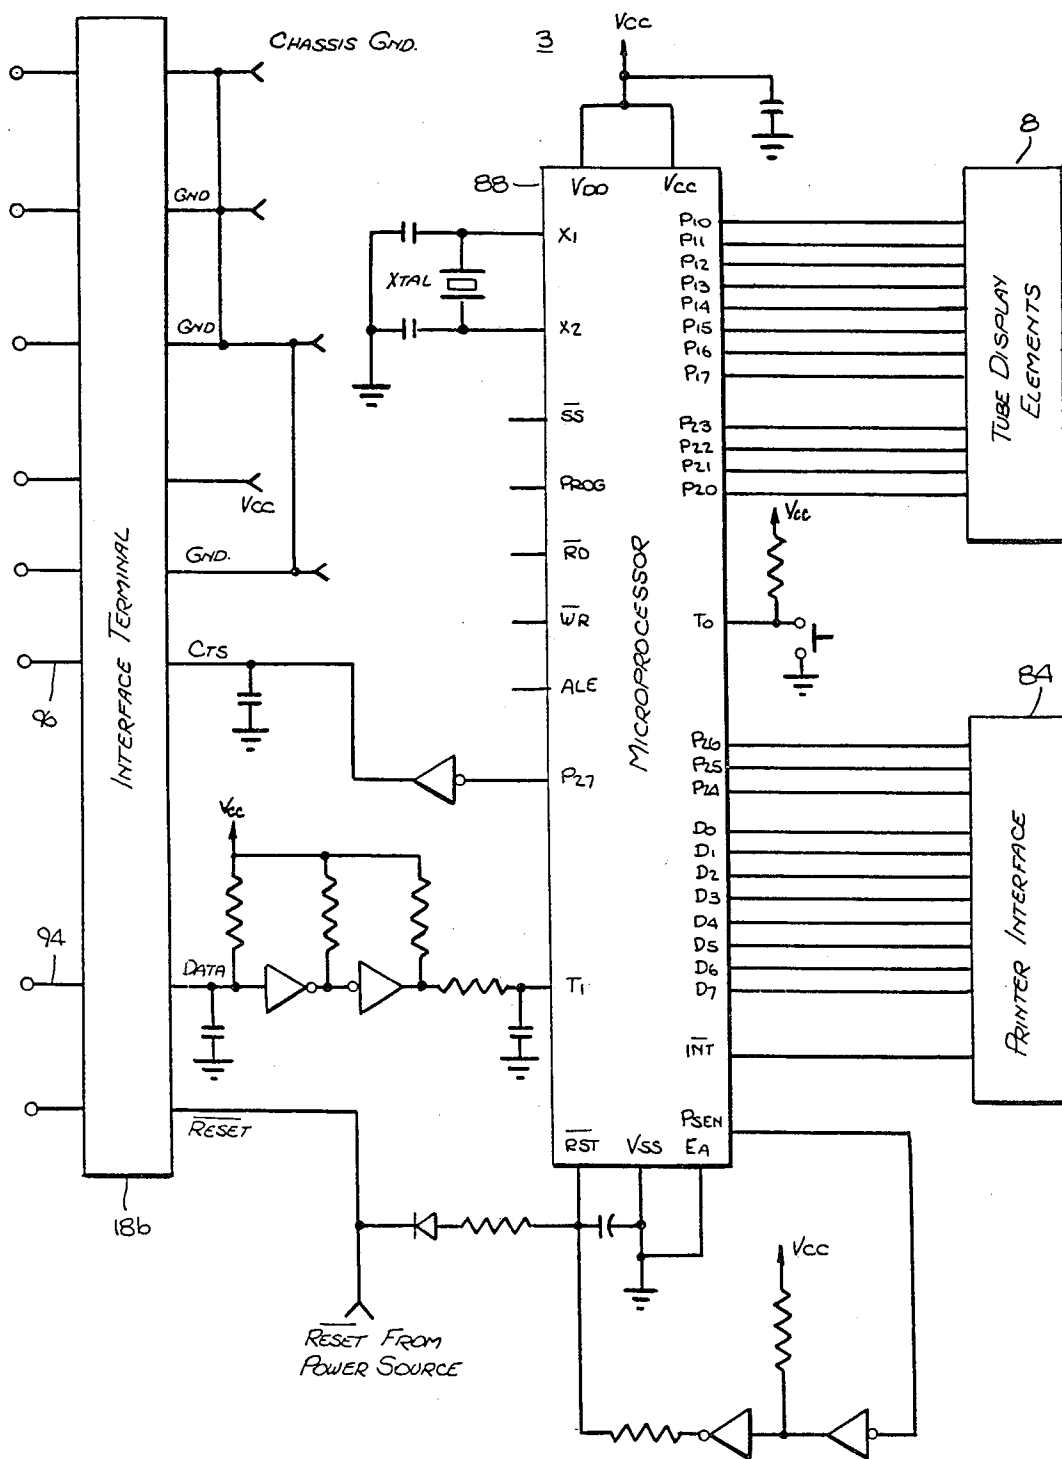 CHASSIS GND.
3
VCC
8
88
VDD
VCC
GND
X1
P10
P11
P12
P13
P14
P15
P16
P17
XTAL
GND
X2
TUBE DISPLAY
ELEMENTS
SS
P23
P22
P21
P20
VCC
PROG
VCC
GND.
RD
INTERFACE TERMINAL
MICROPROCESSOR
WR
T0
CTS
96
ALE
84
P26
P25
P24
P27
VCC
D0
D1
D2
D3
D4
D5
D6
D7
PRINTER INTERFACE
94
DATA
T1
INT
RESET
PSEN
RST
VSS
EA
18b
VCC
RESET FROM
POWER SOURCE